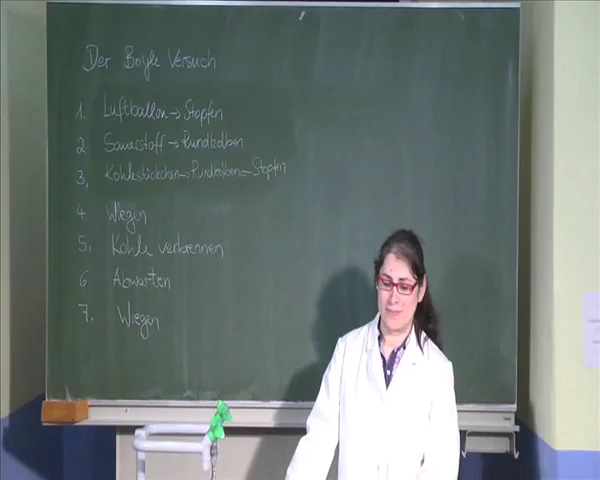 Der Boyle Versuch
1. Luftballon → Stopfen
2 Sauerstoff → Rundkolben
3. Kohlestückchen → Rundkolben → Stopfen
4 Wiegen
5. Kohle verbrennen
6 Abwarten
7. Wiegen